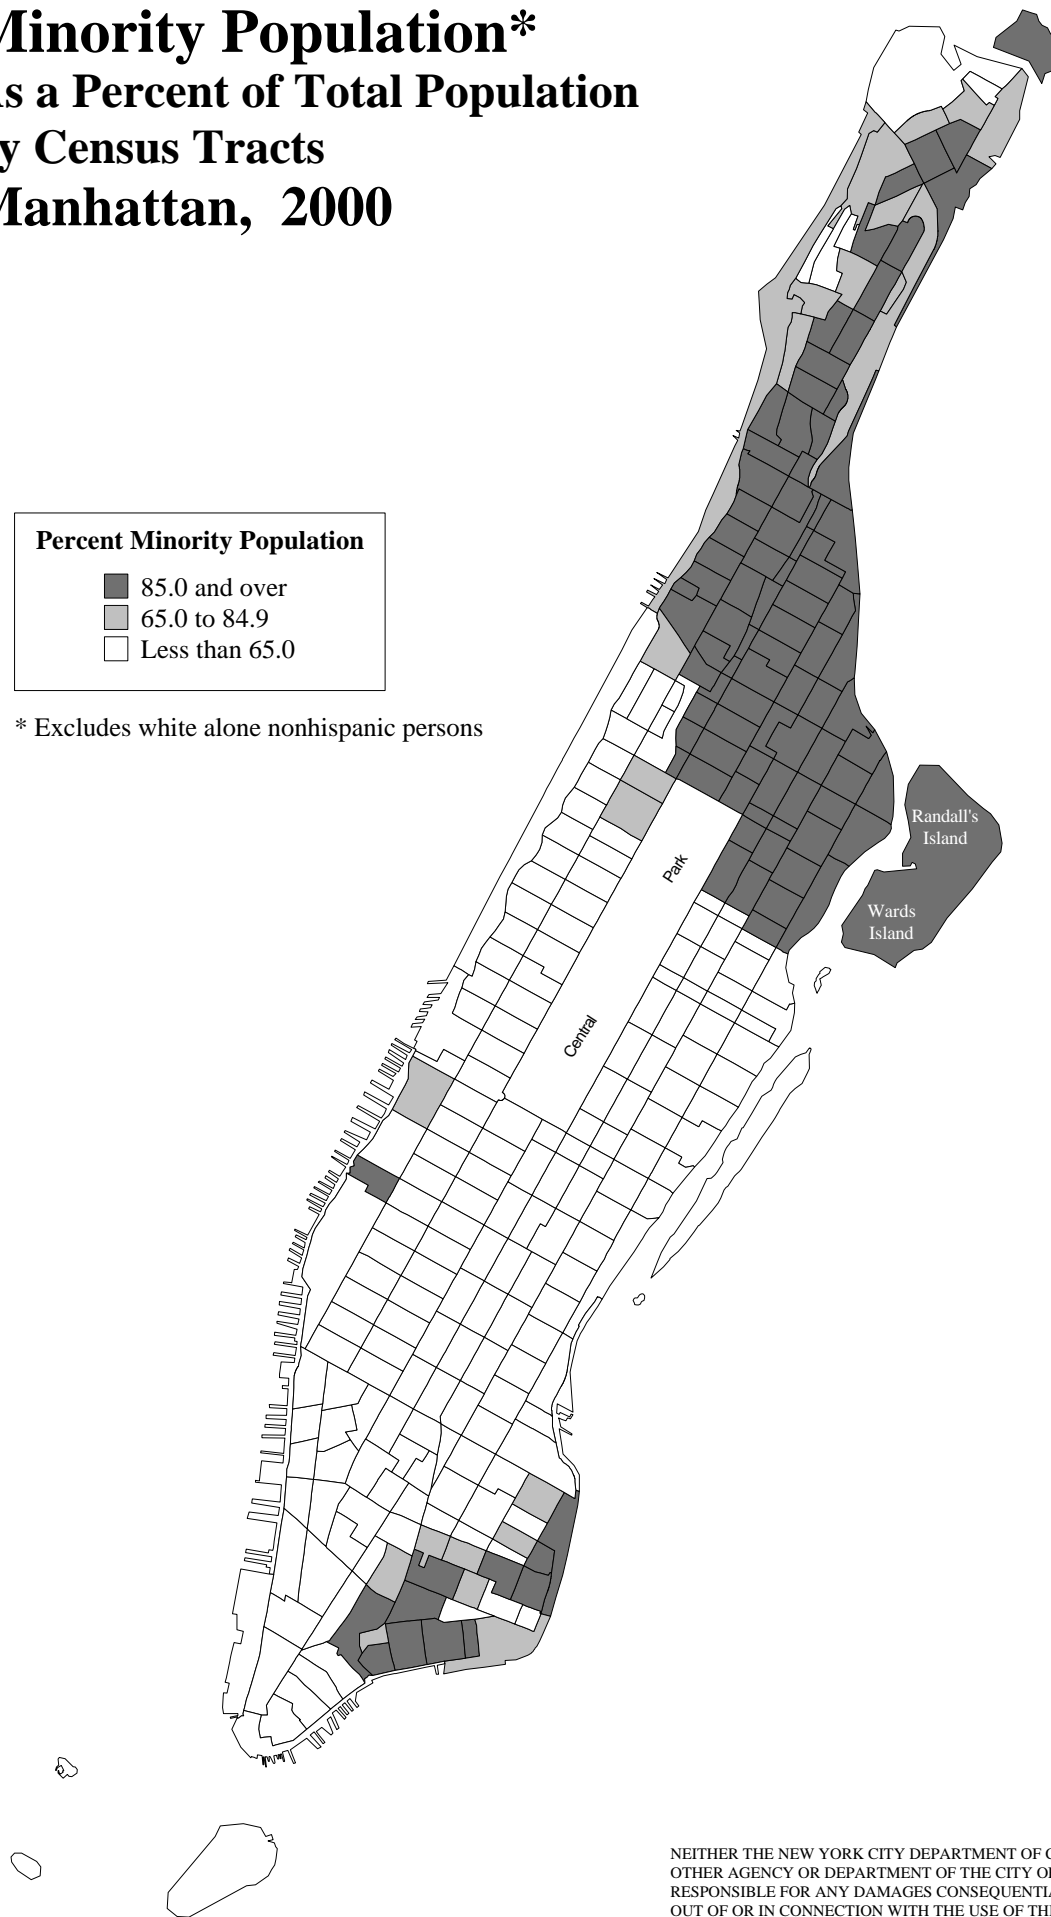 Minority Population*
As a Percent of Total Population
by Census Tracts
Manhattan, 2000
Percent Minority Population
85.0 and over
65.0 to 84.9
Less than 65.0
* Excludes white alone nonhispanic persons
Randall's
Island
Park
Wards
Island
Central
NEITHER THE NEW YORK CITY DEPARTMENT OF
OTHER AGENCY OR DEPARTMENT OF THE CITY
RESPONSIBLE FOR ANY DAMAGES
OUT OF OR IN CONNECTION WITH THE USE OF